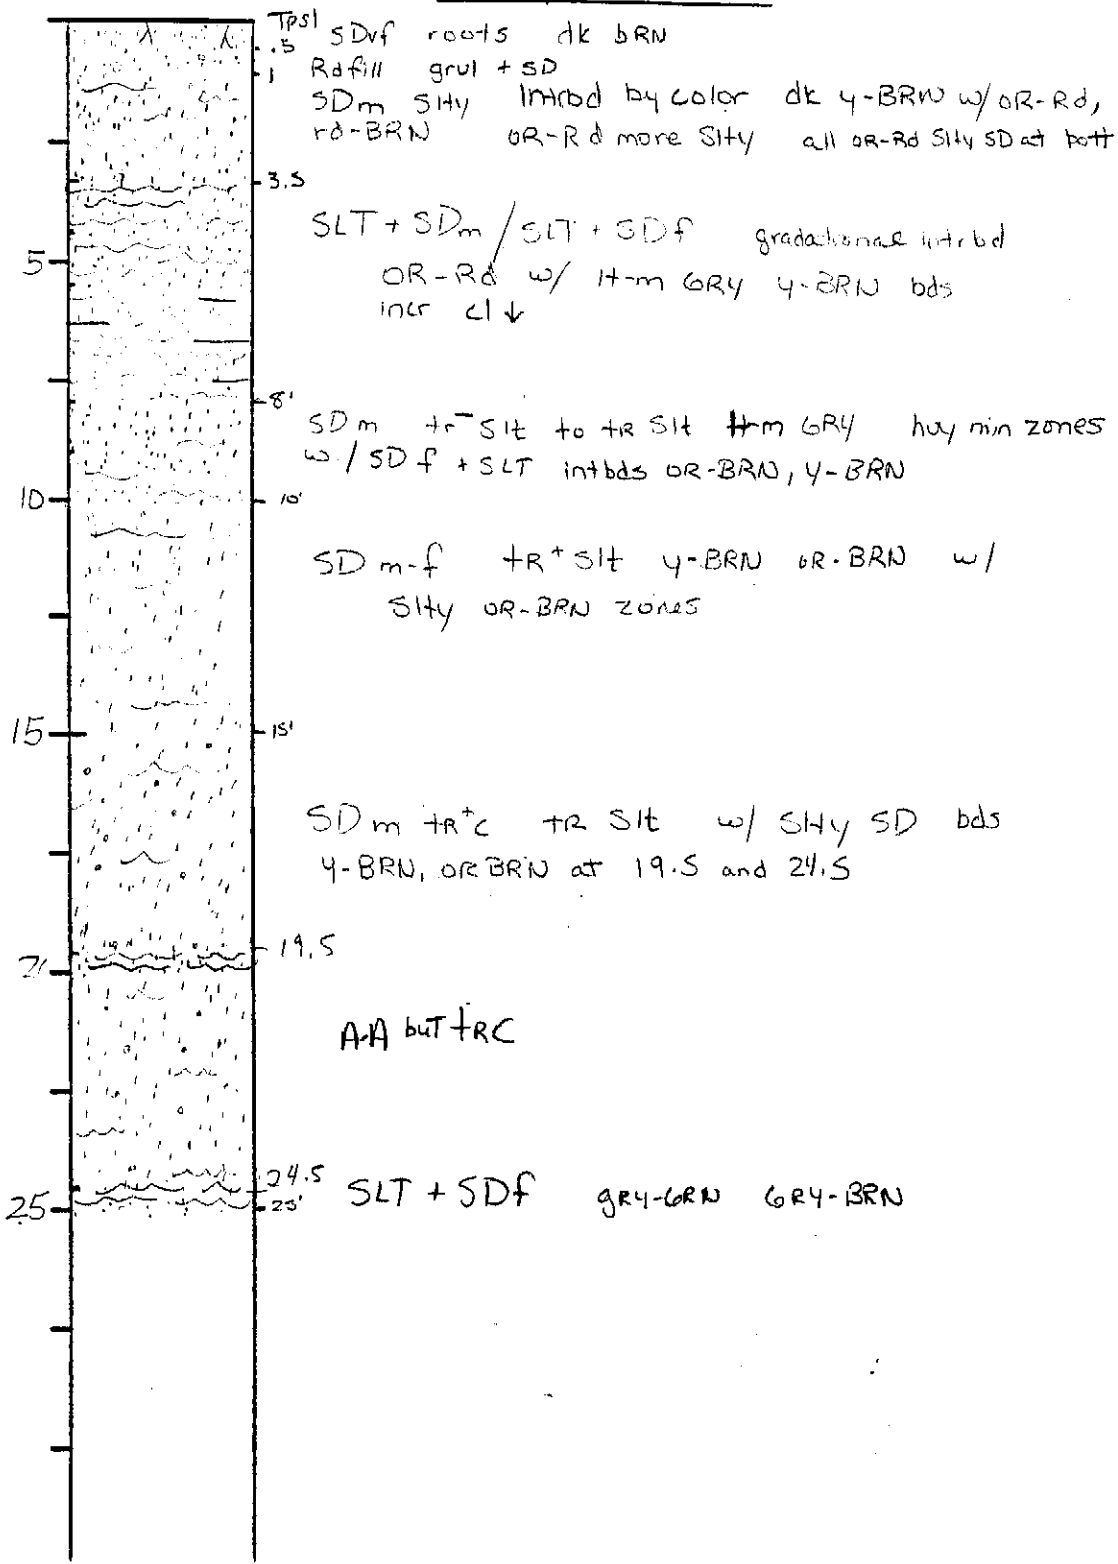 Tpsl SDvf roots dk bRN
.5
Rdfill grvl + SD
1
SDm Slty Intrbd by color dk y-BRN w/ OR-Rd,
rd-BRN OR-Rd more Slty all OR-Rd Slty SD at bott
3.5
SLT + SDm / SLT + SDf gradational intrbd
5
OR-Rd w/ lt-m GRY y-BRN bds
incr cl ↓
8'
SDm tr- Slt to tR Slt lt-m GRY hvy min zones
w/ SDf + SLT intbds OR-BRN, y-BRN
10
10'
SD m-f tR+ Slt y-BRN OR-BRN w/
Slty OR-BRN zones
15
15'
SDm tR+c tR Slt w/ Slty SD bds
y-BRN, OR BRN at 19.5 and 24.5
19.5
A-A but tRC
24.5 SLT + SDf gRY-GRN GRY-BRN
25
25'